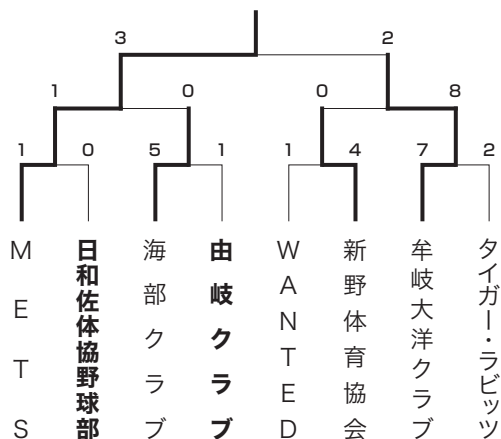 3 2
1 0 0 8
1 0 5 1 1 4 7 2
METS
日和佐体協野球部
海部クラブ
由岐クラブ
WANTED
新野体育協会
牟岐大洋クラブ
タイガー・ラビッツ